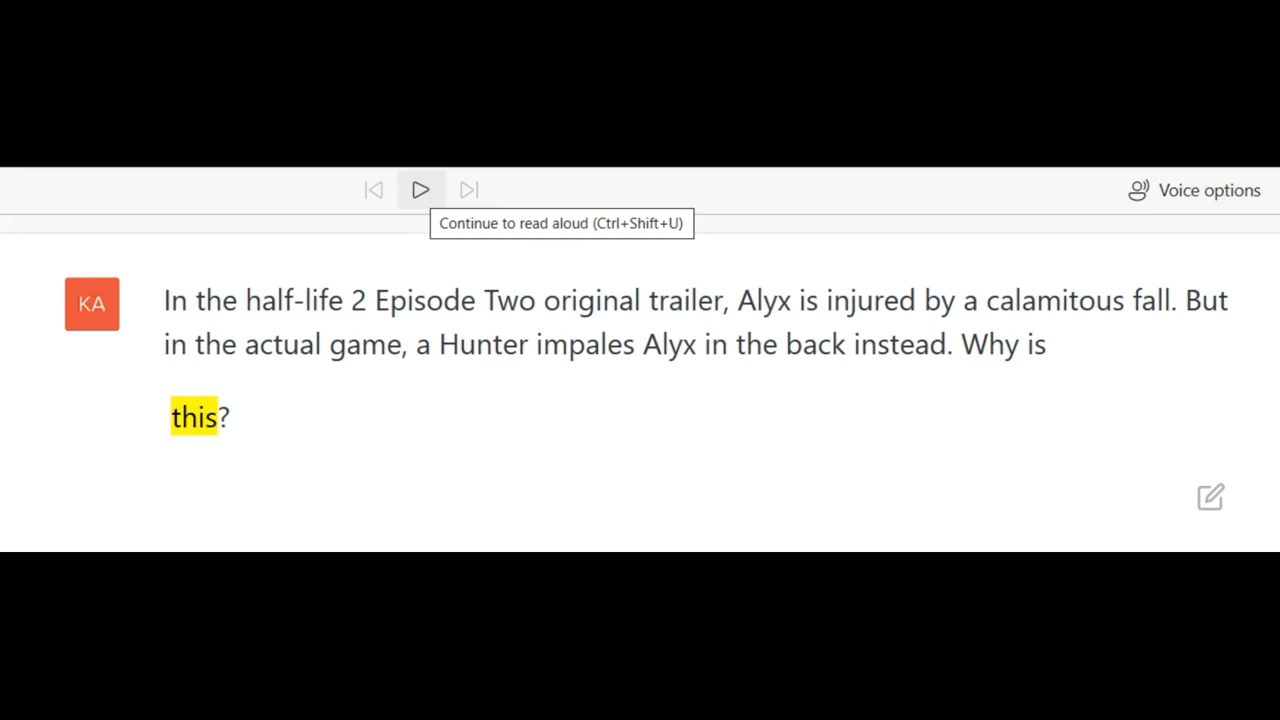 Voice options
Continue to read aloud (Ctrl+Shift+U)
KA
In the half-life 2 Episode Two original trailer, Alyx is injured by a calamitous fall. But
in the actual game, a Hunter impales Alyx in the back instead. Why is
this?